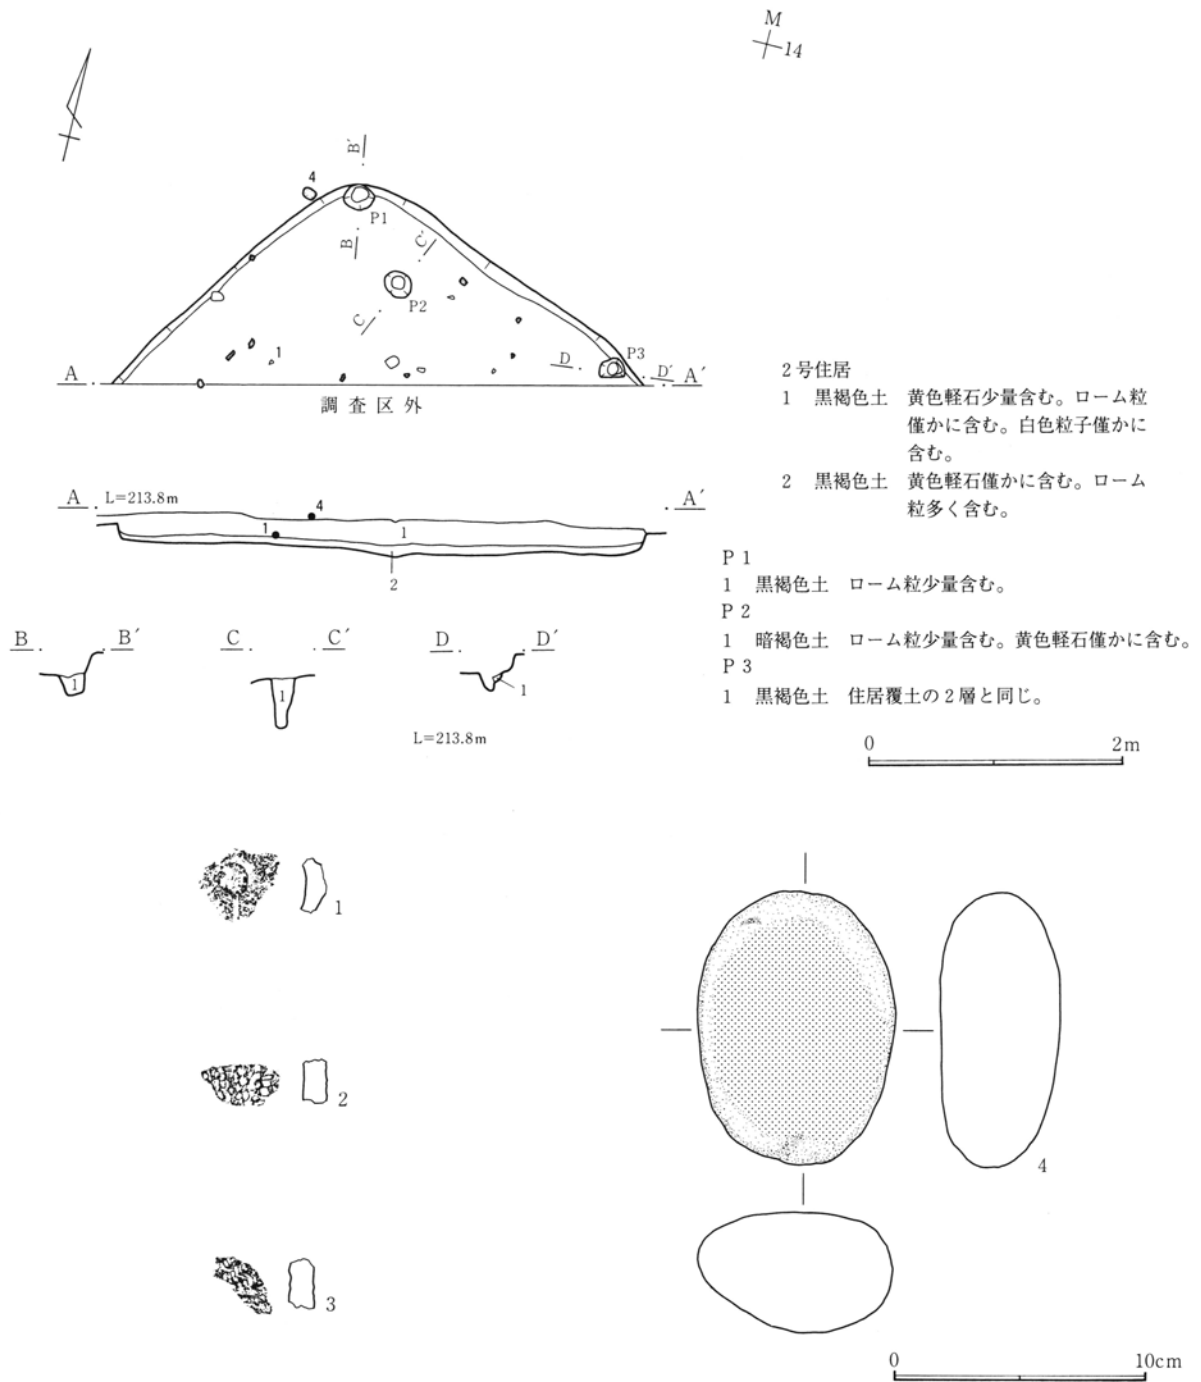 M
14
B′
4
P1
B
C′
P2
C
1
D
P3
D′
A
A′
調査区外
2号住居
1 黒褐色土 黄色軽石少量含む。ローム粒
僅かに含む。白色粒子僅かに
含む。
2 黒褐色土 黄色軽石僅かに含む。ローム
粒多く含む。
A
L=213.8m
4
A′
1
1
2
P1
1 黒褐色土 ローム粒少量含む。
P2
1 暗褐色土 ローム粒少量含む。黄色軽石僅かに含む。
P3
1 黒褐色土 住居覆土の2層と同じ。
B
B′
C
C′
D
D′
1
1
1
L=213.8m
0
2m
1
2
3
4
0
10cm